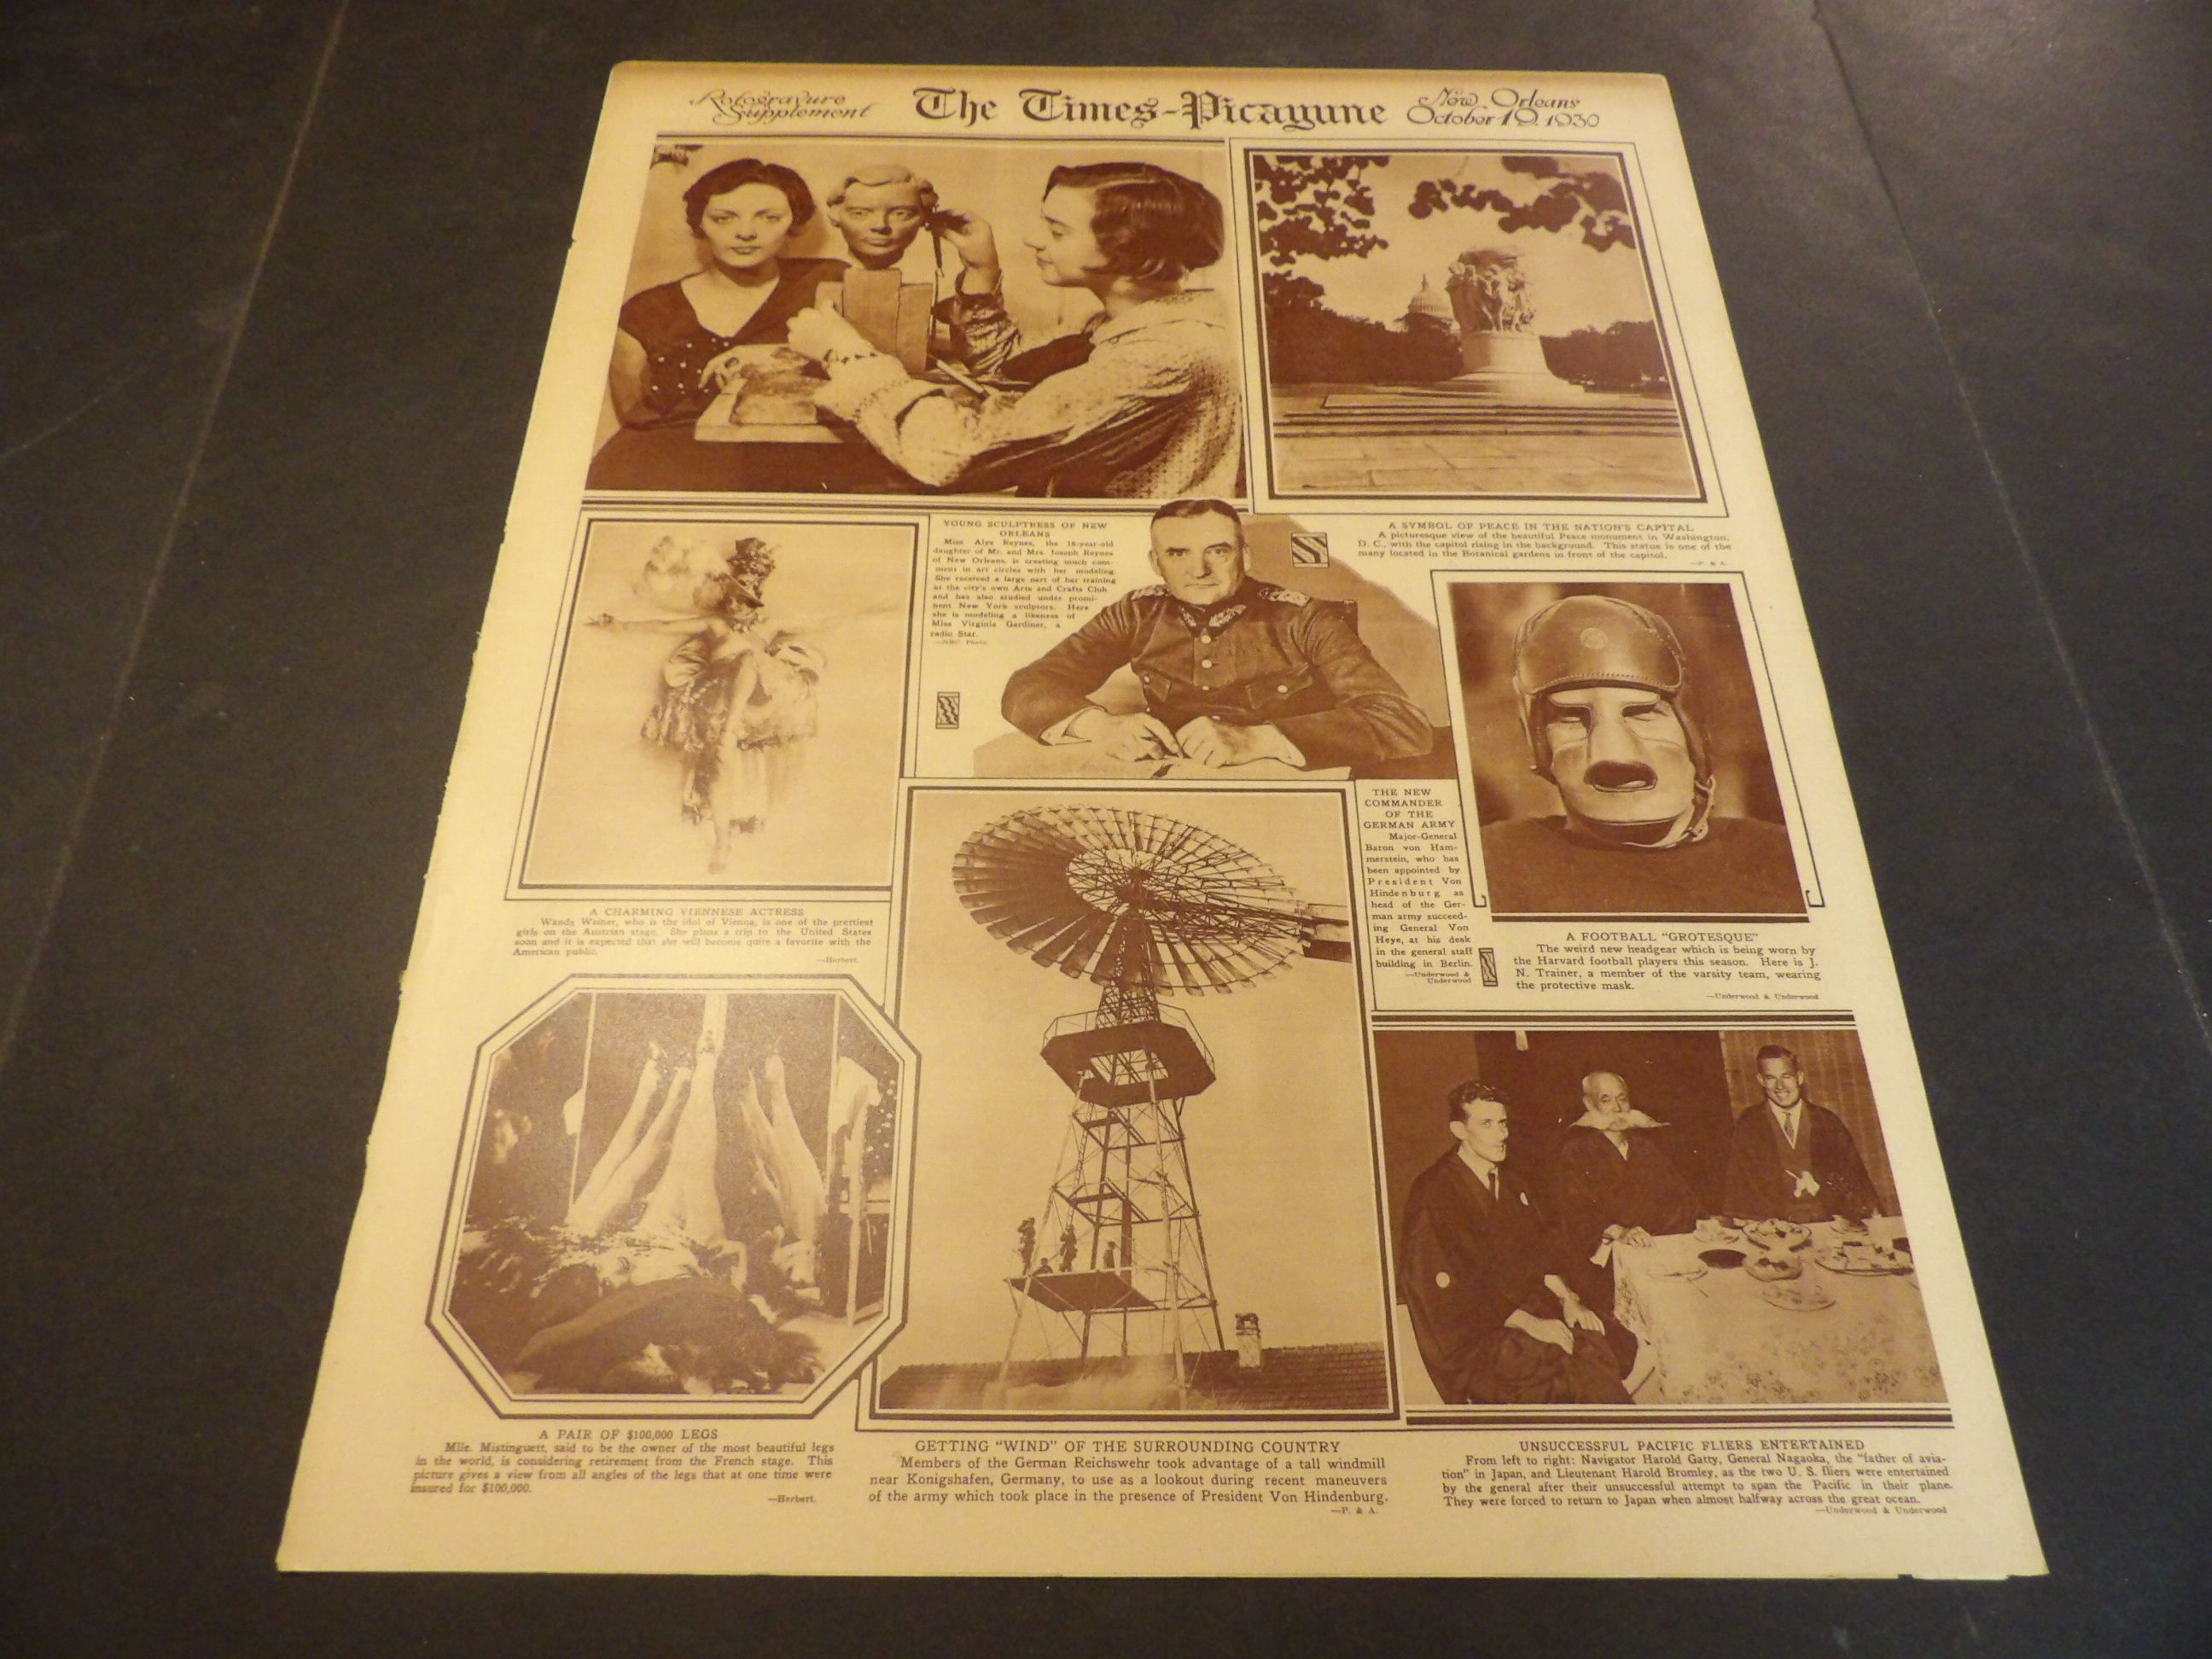 Rotogravure
Supplement
The Times-Picayune
New Orleans
October 19, 1930
YOUNG SCULPTRESS OF NEW
ORLEANS
Miss Alys Reynes, the 16-year-old
daughter of Mr. and Mrs. Joseph Reynes
of New Orleans, is creating much com-
ment in art circles with her modeling.
She received a large part of her training
at the city's own Arts and Crafts Club
and has also studied under promi-
nent New York sculptors. Here
she is modeling a likeness of
Miss Virginia Gardiner, a
radio Star.
—NBC Photo
A SYMBOL OF PEACE IN THE NATION'S CAPITAL
A picturesque view of the beautiful Peace monument in Washington,
D. C., with the capitol rising in the background. This statue is one of the
many located in the Botanical gardens in front of the capitol.
—P. & A.
A CHARMING VIENNESE ACTRESS
Wanda Weiner, who is the idol of Vienna, is one of the prettiest
girls on the Austrian stage. She plans a trip to the United States
soon and it is expected that she will become quite a favorite with the
American public.
—Herbert.
THE NEW
COMMANDER
OF THE
GERMAN ARMY
Major-General
Baron von Ham-
merstein, who has
been appointed by
President Von
Hindenburg as
head of the Ger-
man army succeed-
ing General Von
Heye, at his desk
in the general staff
building in Berlin.
—Underwood &
Underwood
A FOOTBALL "GROTESQUE"
The weird new headgear which is being worn by
the Harvard football players this season. Here is J.
N. Trainer, a member of the varsity team, wearing
the protective mask.
—Underwood & Underwood
A PAIR OF $100,000 LEGS
Mlle. Mistinguett, said to be the owner of the most beautiful legs
in the world, is considering retirement from the French stage. This
picture gives a view from all angles of the legs that at one time were
insured for $100,000.
—Herbert.
GETTING "WIND" OF THE SURROUNDING COUNTRY
Members of the German Reichswehr took advantage of a tall windmill
near Konigshafen, Germany, to use as a lookout during recent maneuvers
of the army which took place in the presence of President Von Hindenburg.
—P. & A.
UNSUCCESSFUL PACIFIC FLIERS ENTERTAINED
From left to right: Navigator Harold Gatty, General Nagaoka, the "father of avia-
tion" in Japan, and Lieutenant Harold Bromley, as the two U. S. fliers were entertained
by the general after their unsuccessful attempt to span the Pacific in their plane.
They were forced to return to Japan when almost halfway across the great ocean.
—Underwood & Underwood